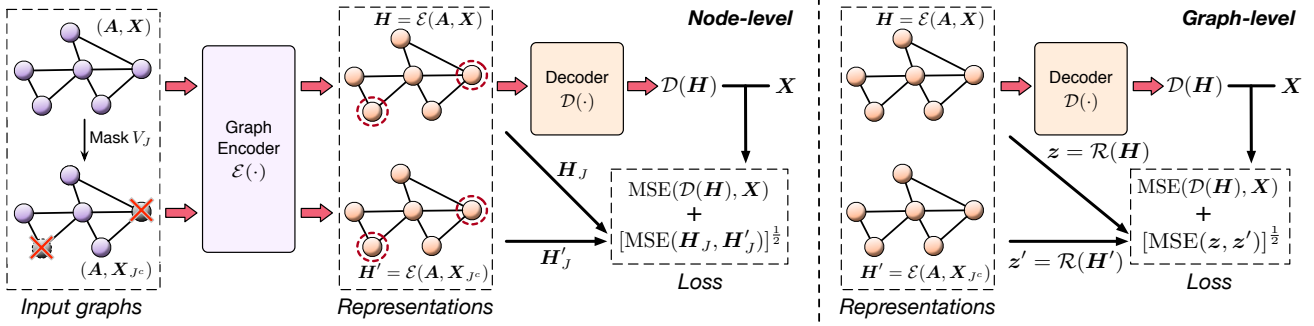 (A, X)
Mask V_J
(A, X_{J^c})
Input graphs
Graph
Encoder
ℰ(·)
H = ℰ(A, X)
H′ = ℰ(A, X_{J^c})
Representations
Node-level
Decoder
𝒟(·)
𝒟(H)
X
H_J
H′_J
MSE(𝒟(H), X)
+
[MSE(H_J, H′_J)]^{1/2}
Loss
Graph-level
H = ℰ(A, X)
H′ = ℰ(A, X_{J^c})
Representations
Decoder
𝒟(·)
𝒟(H)
X
z = ℛ(H)
z′ = ℛ(H′)
MSE(𝒟(H), X)
+
[MSE(z, z′)]^{1/2}
Loss